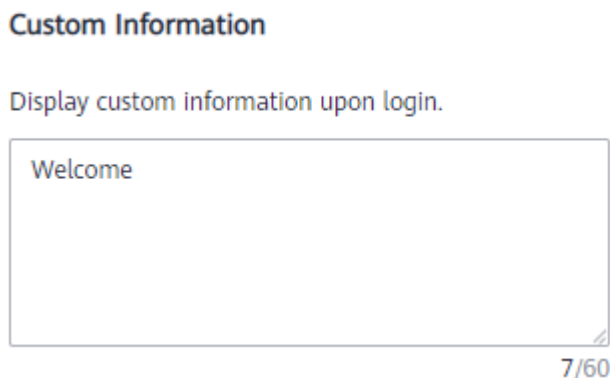 Custom Information
Display custom information upon login.
Welcome
7/60